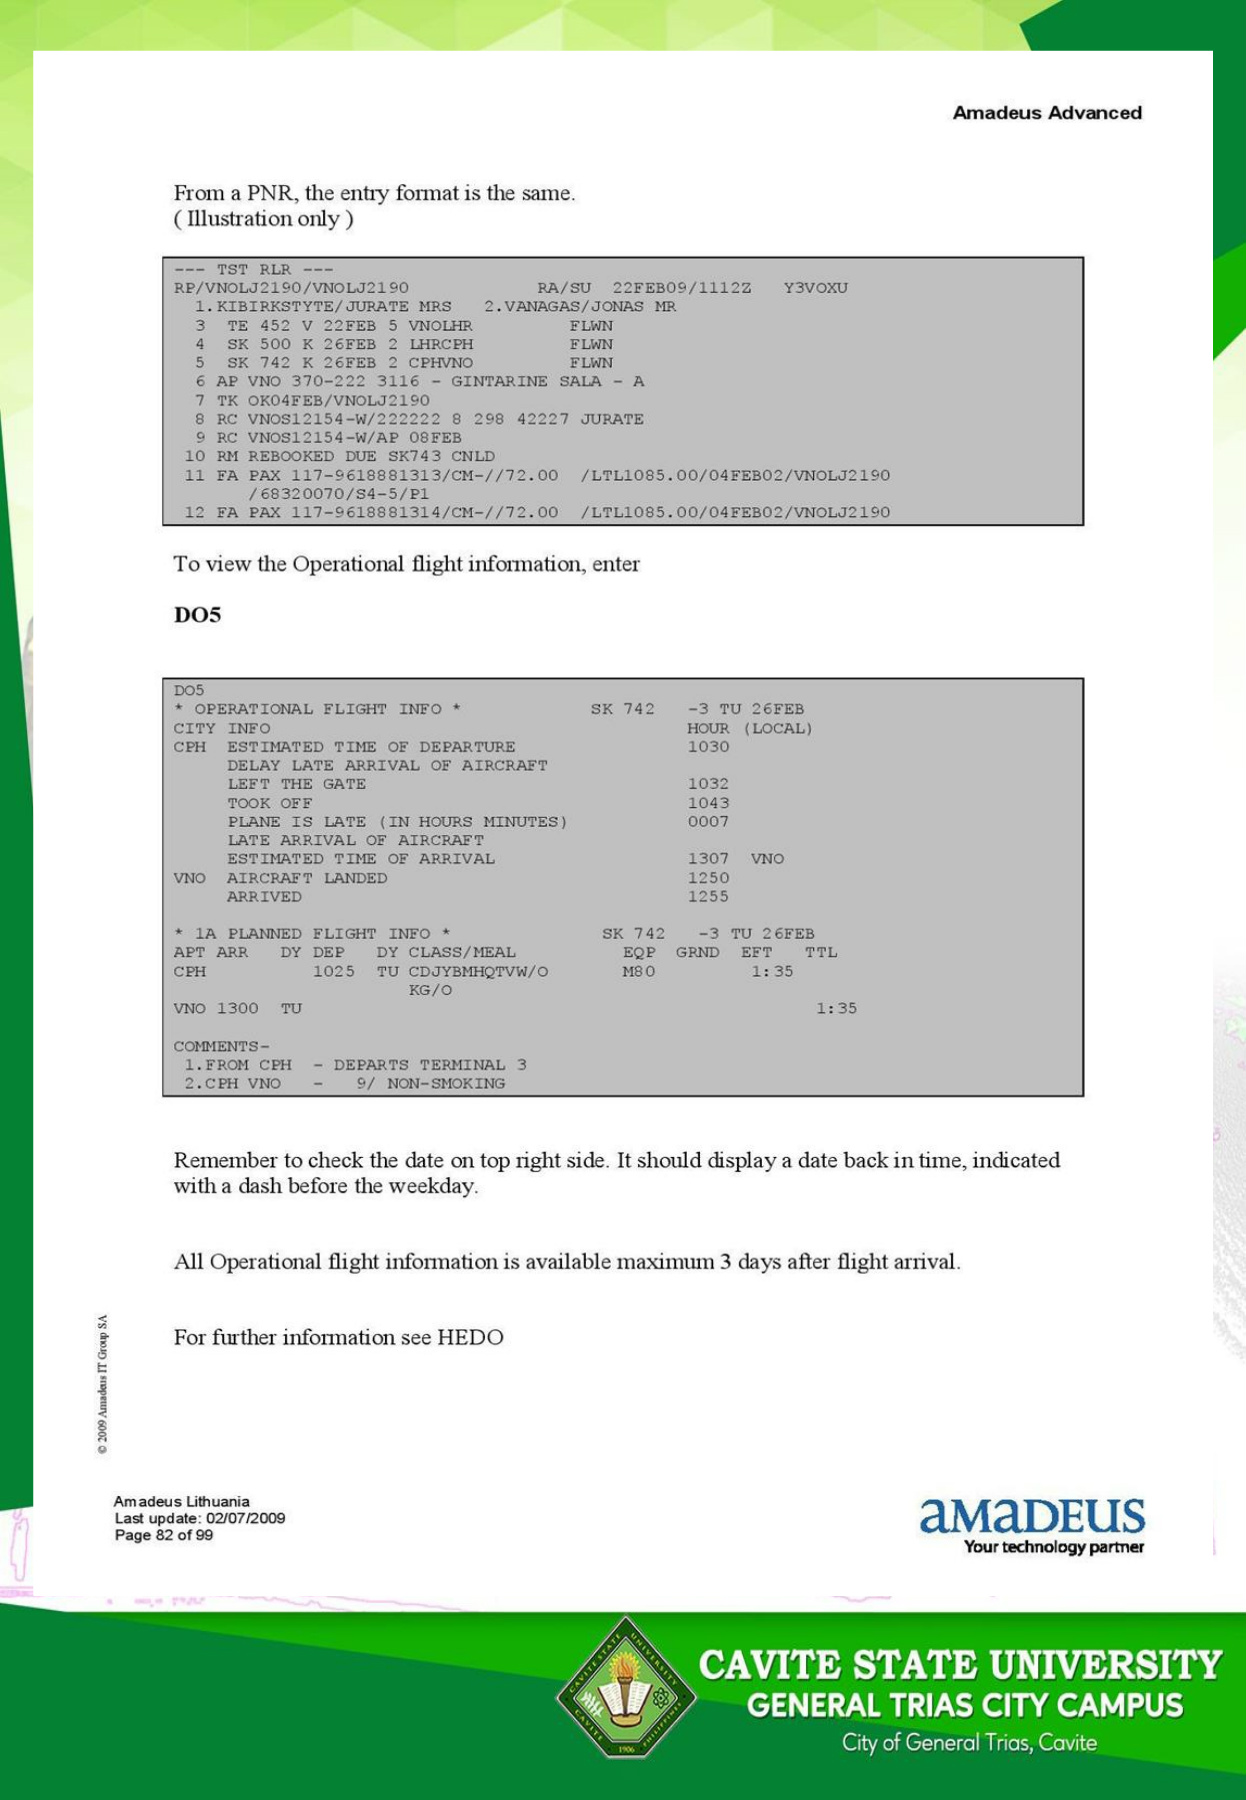 Amadeus Advanced
From a PNR, the entry format is the same.
( Illustration only )
--- TST RLR ---
RP/VNOLJ2190/VNOLJ2190            RA/SU  22FEB09/1112Z   Y3VOXU
  1.KIBIRKSTYTE/JURATE MRS   2.VANAGAS/JONAS MR
  3  TE 452 V 22FEB 5 VNOLHR         FLWN
  4  SK 500 K 26FEB 2 LHRCPH         FLWN
  5  SK 742 K 26FEB 2 CPHVNO         FLWN
  6 AP VNO 370-222 3116 - GINTARINE SALA - A
  7 TK OK04FEB/VNOLJ2190
  8 RC VNOS12154-W/222222 8 298 42227 JURATE
  9 RC VNOS12154-W/AP 08FEB
 10 RM REBOOKED DUE SK743 CNLD
 11 FA PAX 117-9618881313/CM-//72.00  /LTL1085.00/04FEB02/VNOLJ2190
       /68320070/S4-5/P1
 12 FA PAX 117-9618881314/CM-//72.00  /LTL1085.00/04FEB02/VNOLJ2190
To view the Operational flight information, enter
DO5
DO5
* OPERATIONAL FLIGHT INFO *            SK 742   -3 TU 26FEB
CITY INFO                                       HOUR (LOCAL)
CPH  ESTIMATED TIME OF DEPARTURE                1030
     DELAY LATE ARRIVAL OF AIRCRAFT
     LEFT THE GATE                              1032
     TOOK OFF                                   1043
     PLANE IS LATE (IN HOURS MINUTES)           0007
     LATE ARRIVAL OF AIRCRAFT
     ESTIMATED TIME OF ARRIVAL                  1307  VNO
VNO  AIRCRAFT LANDED                            1250
     ARRIVED                                    1255
* 1A PLANNED FLIGHT INFO *              SK 742   -3 TU 26FEB
APT ARR   DY DEP   DY CLASS/MEAL          EQP  GRND  EFT   TTL
CPH          1025  TU CDJYBMHQTVW/O       M80         1:35
                      KG/O
VNO 1300  TU                                                1:35
COMMENTS-
 1.FROM CPH  - DEPARTS TERMINAL 3
 2.CPH VNO   -   9/ NON-SMOKING
Remember to check the date on top right side. It should display a date back in time, indicated
with a dash before the weekday.
All Operational flight information is available maximum 3 days after flight arrival.
For further information see HEDO
© 2009 Amadeus IT Group SA
Amadeus Lithuania
Last update: 02/07/2009
Page 82 of 99
amadeus
Your technology partner
CAVITE STATE UNIVERSITY
CAVITE
PHILIPPINES
1906
CAVITE STATE UNIVERSITY
GENERAL TRIAS CITY CAMPUS
City of General Trias, Cavite